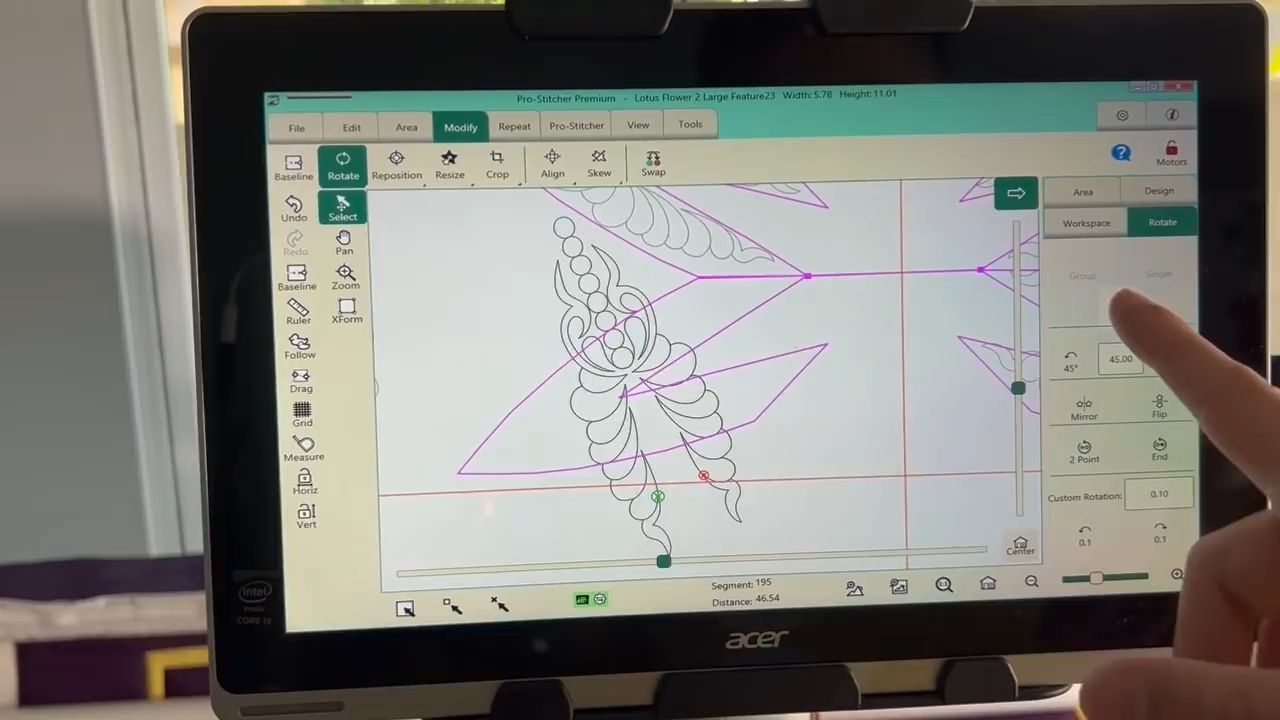 Pro-Stitcher Premium - Lotus Flower 2 Large Feature23 Width:5.78 Height:11.01
File Edit Area Modify Repeat Pro-Stitcher View Tools
Baseline Rotate Reposition Resize Crop Align Skew Swap Motors
Undo Select
Redo Pan
Baseline Zoom
Ruler XForm
Follow
Drag
Grid
Measure
Horiz
Vert
Area Design
Workspace Rotate
Group Single
45° 45.00
Mirror Flip
2 Point End
Custom Rotation: 0.10
0.1 0.1
Center
Segment: 195
Distance: 46.54
intel
inside
CORE i3
acer